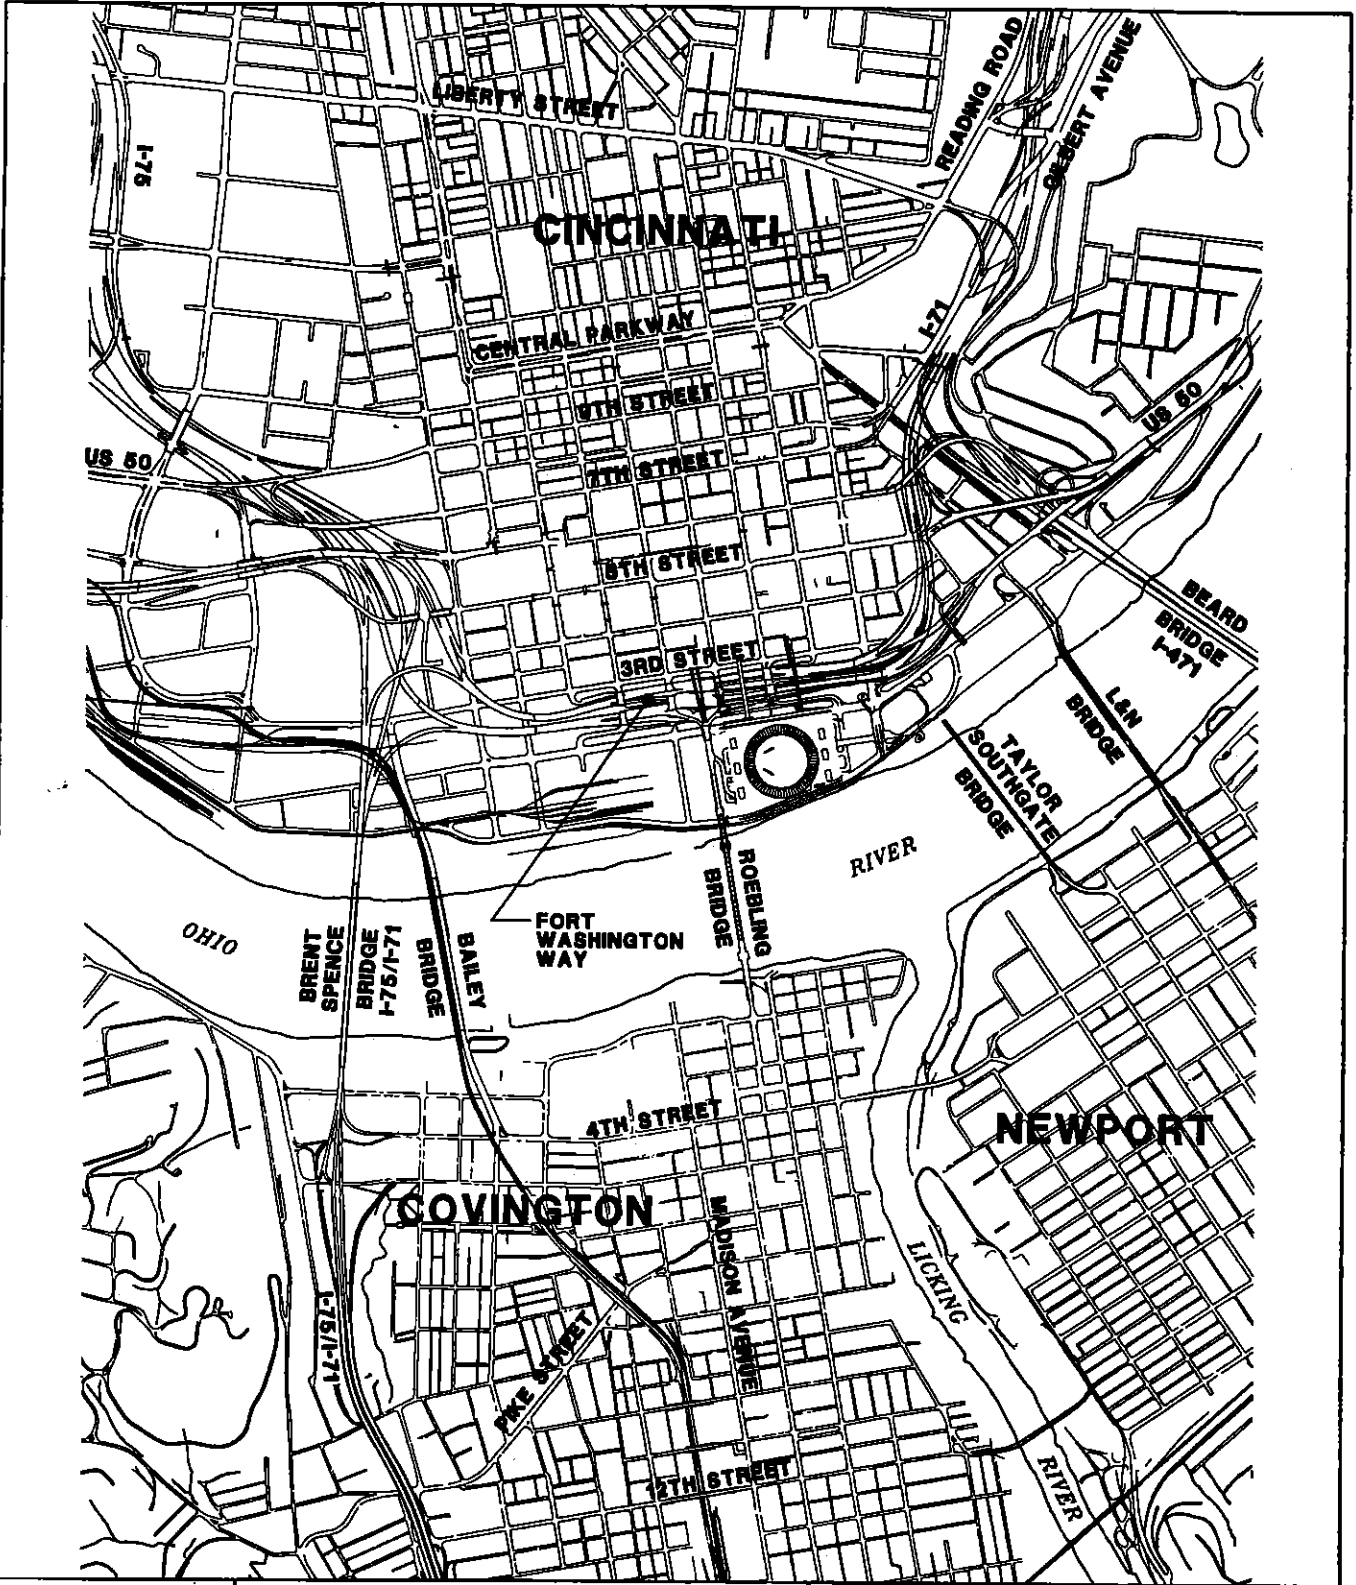 LIBERTY STREET
READING ROAD
GILBERT AVENUE
I-75
CINCINNATI
I-71
CENTRAL PARKWAY
9TH STREET
US 50
US 50
7TH STREET
5TH STREET
BEARD
BRIDGE
I-471
3RD STREET
L&N
BRIDGE
TAYLOR
SOUTHGATE
BRIDGE
RIVER
ROEBLING
BRIDGE
OHIO
FORT
WASHINGTON
WAY
BRENT
SPENCE
BRIDGE
I-75/I-71
BAILEY
BRIDGE
4TH STREET
NEWPORT
COVINGTON
MADISON AVENUE
LICKING
RIVER
I-75/I-71
PIKE STREET
12TH STREET